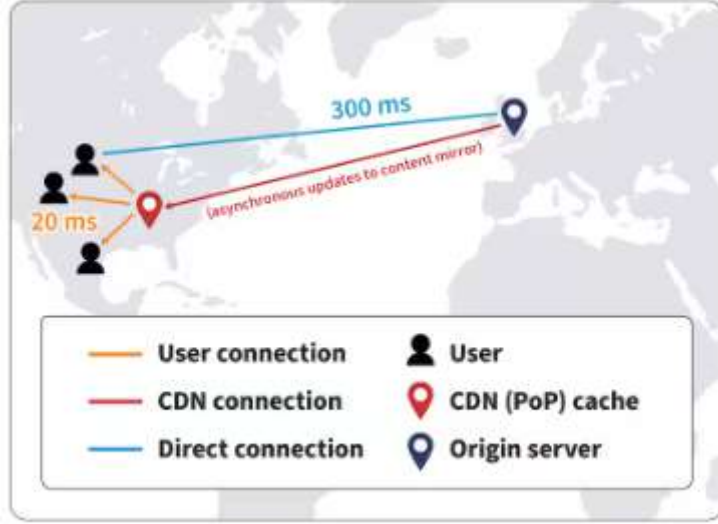 300 ms
(asynchronous updates to content mirror)
20 ms
User connection
User
CDN connection
CDN (PoP) cache
Direct connection
Origin server